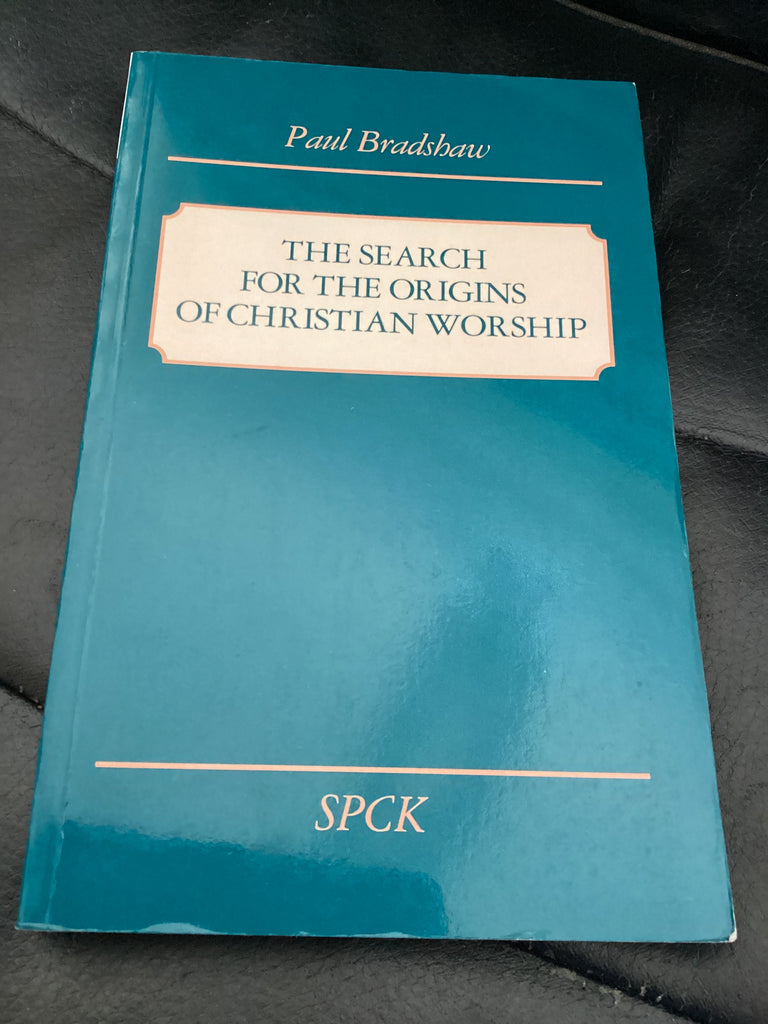 Paul Bradshaw
THE SEARCH
FOR THE ORIGINS
OF CHRISTIAN WORSHIP
SPCK